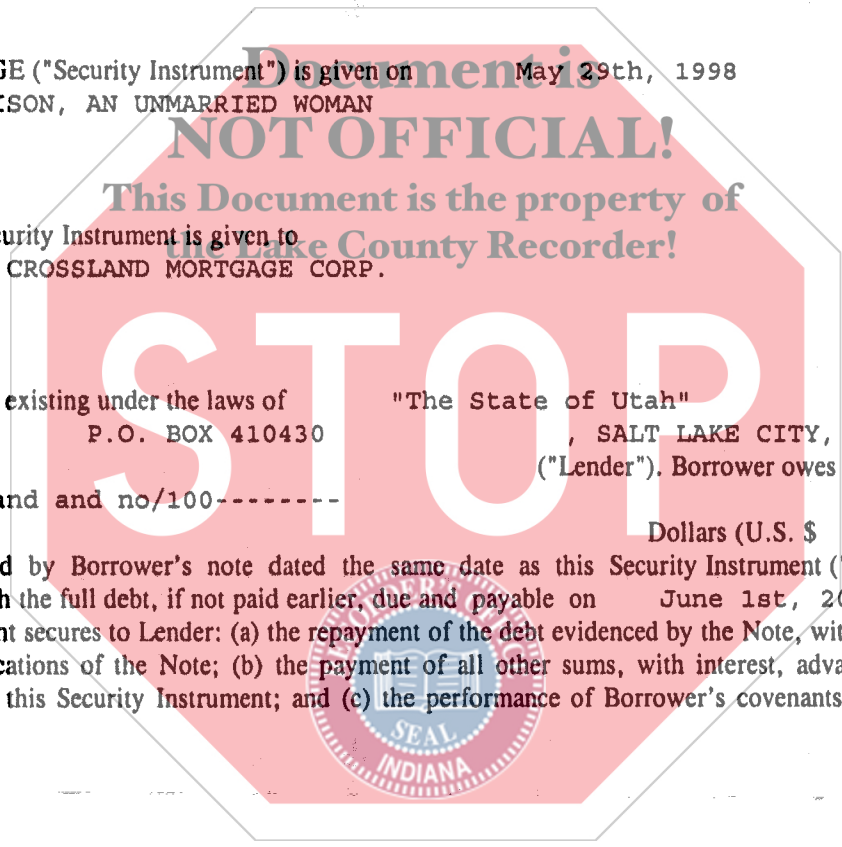 GE ("Security Instrument") is given on May 29th, 1998
ISON, AN UNMARRIED WOMAN
Document is
NOT OFFICIAL!
This Document is the property of
the Lake County Recorder!
curity Instrument is given to
CROSSLAND MORTGAGE CORP.
STOP
existing under the laws of "The State of Utah"
P.O. BOX 410430 , SALT LAKE CITY,
("Lender"). Borrower owes
and and no/100--------
Dollars (U.S. $
d by Borrower's note dated the same date as this Security Instrument ("
h the full debt, if not paid earlier, due and payable on June 1st, 20
nt secures to Lender: (a) the repayment of the debt evidenced by the Note, wit
cations of the Note; (b) the payment of all other sums, with interest, adva
this Security Instrument; and (c) the performance of Borrower's covenants
RECORDER'S OFFICE
SEAL
INDIANA